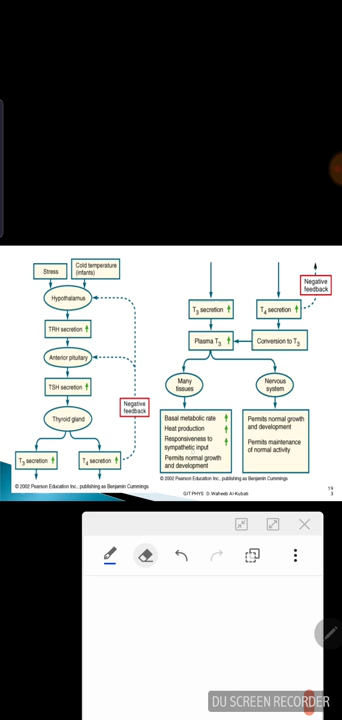 Stress
Cold temperature
(infants)
Hypothalamus
TRH secretion
Anterior pituitary
TSH secretion
Thyroid gland
Negative
feedback
T3 secretion
T4 secretion
© 2002 Pearson Education Inc., publishing as Benjamin Cummings
Negative
feedback
T3 secretion
T4 secretion
Plasma T3
Conversion to T3
Many
tissues
Nervous
system
Basal metabolic rate
Heat production
Responsiveness to
sympathetic input
Permits normal growth
and development
Permits normal growth
and development
Permits maintenance
of normal activity
© 2002 Pearson Education Inc., publishing as Benjamin Cummings
GIT PHYS D.Waheeb Al-Kubati
19
3
DU SCREEN RECORDER